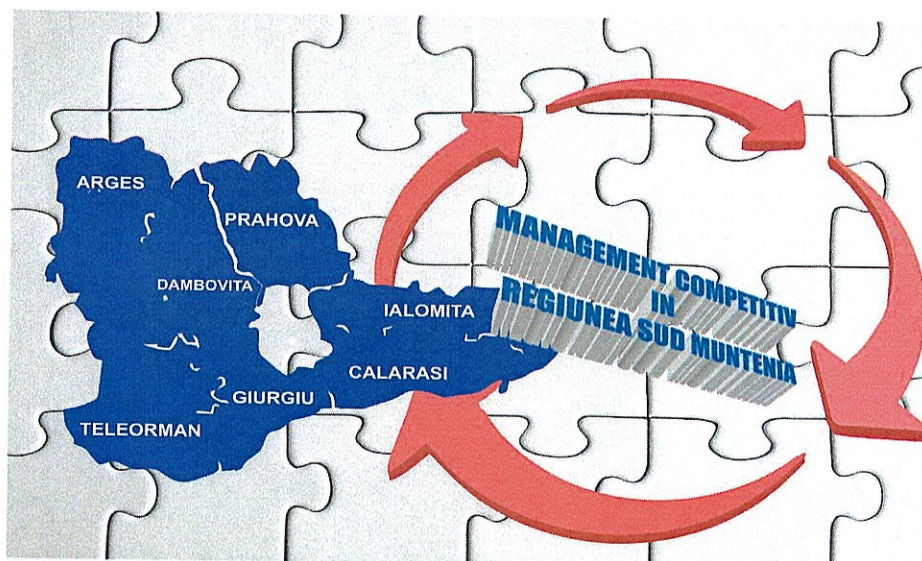 ARGES
PRAHOVA
DAMBOVITA
IALOMITA
CALARASI
GIURGIU
TELEORMAN
MANAGEMENT COMPETITIV
IN
REGIUNEA SUD MUNTENIA